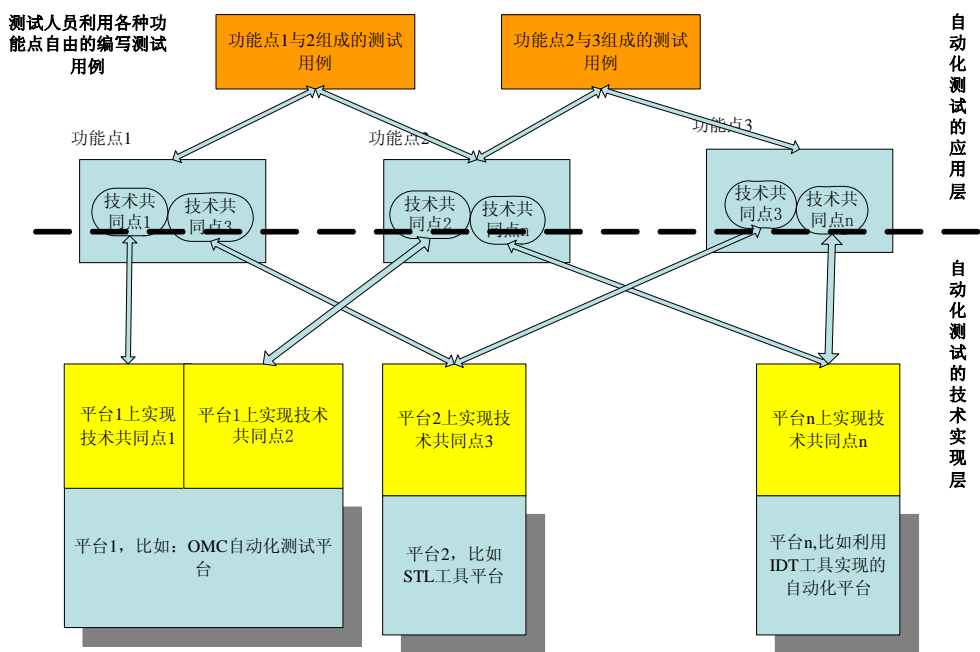 测试人员利用各种功
能点自由的编写测试
用例
功能点1与2组成的测试
用例
功能点2与3组成的测试
用例
自动化测试的应用层
功能点1
功能点2
功能点3
技术共
同点1
技术共
同点3
技术共
同点2
技术共
同点n
技术共
同点3
技术共
同点n
自动化测试的技术实现层
平台1上实现
技术共同点1
平台1上实现技术
共同点2
平台2上实现技
术共同点3
平台n上实现技
术共同点n
平台1，比如：OMC自动化测试平
台
平台2，比如
STL工具平台
平台n,比如利用
IDT工具实现的
自动化平台